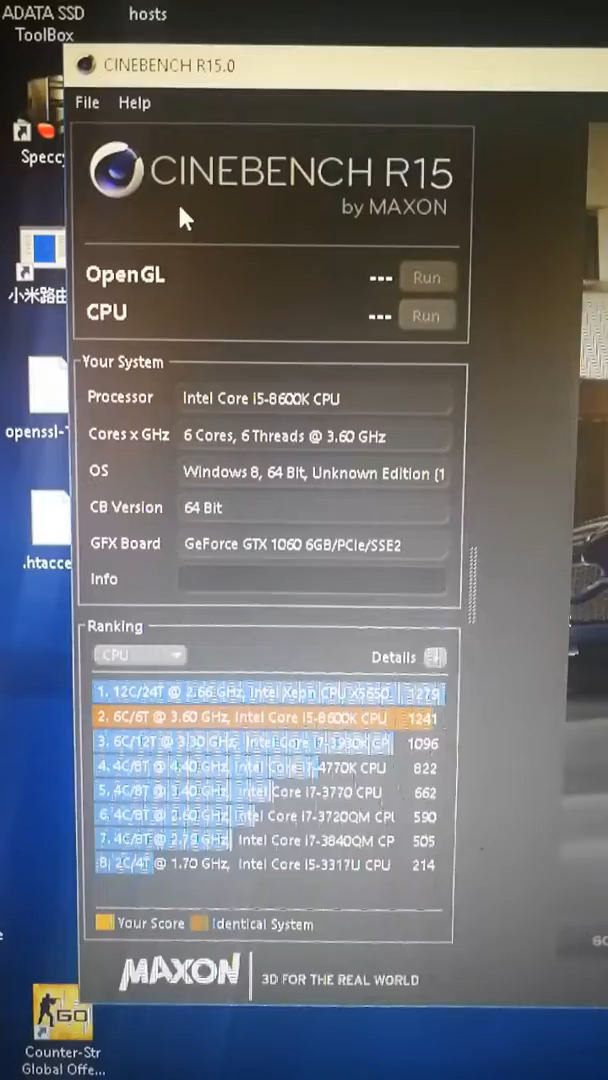 ADATA SSD
ToolBox
hosts
CINEBENCH R15.0
File Help
Speccy
CINEBENCH R15
by MAXON
OpenGL --- Run
CPU --- Run
小米路由
Your System
Processor Intel Core i5-8600K CPU
Cores x GHz 6 Cores, 6 Threads @ 3.60 GHz
OS Windows 8, 64 Bit, Unknown Edition (1
CB Version 64 Bit
GFX Board GeForce GTX 1060 6GB/PCIe/SSE2
Info
openssl-
.htacce
Ranking
CPU Details
1. 12C/24T @ 2.66 GHz, Intel Xeon CPU X5650 1279
2. 6C/6T @ 3.60 GHz, Intel Core i5-8600K CPU 1241
3. 6C/12T @ 3.30 GHz, Intel Core i7-3930K CP 1096
4. 4C/8T @ 4.40 GHz, Intel Core i7-4770K CPU 822
5. 4C/8T @ 3.40 GHz, Intel Core i7-3770 CPU 662
6. 4C/8T @ 2.60 GHz, Intel Core i7-3720QM CPU 590
7. 4C/8T @ 2.79 GHz, Intel Core i7-3840QM CP 505
8. 2C/4T @ 1.70 GHz, Intel Core i5-3317U CPU 214
Your Score Identical System
MAXON 3D FOR THE REAL WORLD
GO
Counter-Str
Global Offe...